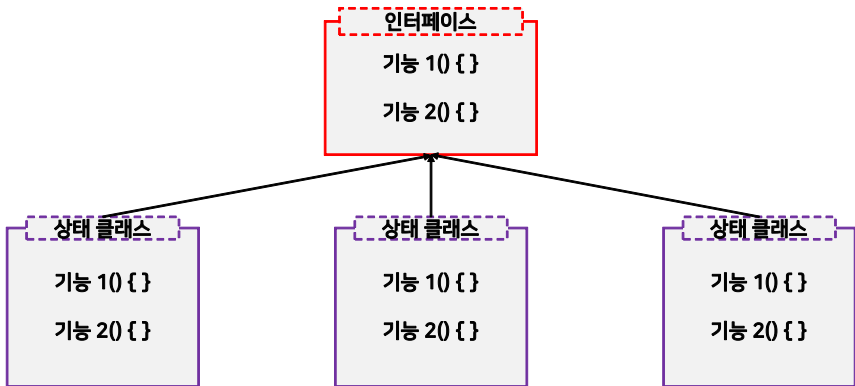 인터페이스
기능 1() { }
기능 2() { }
상태 클래스
기능 1() { }
기능 2() { }
상태 클래스
기능 1() { }
기능 2() { }
상태 클래스
기능 1() { }
기능 2() { }